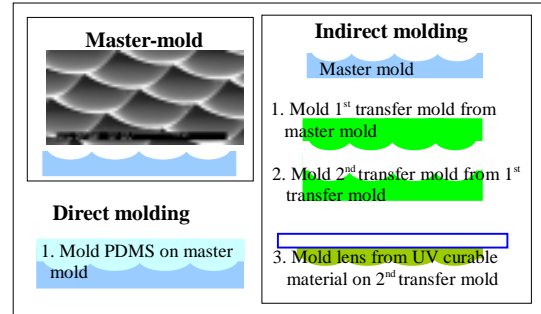 Master-mold
Direct molding
1. Mold PDMS on master
mold
Indirect molding
Master mold
1. Mold 1st transfer mold from
master mold
2. Mold 2nd transfer mold from 1st
transfer mold
3. Mold lens from UV curable
material on 2nd transfer mold